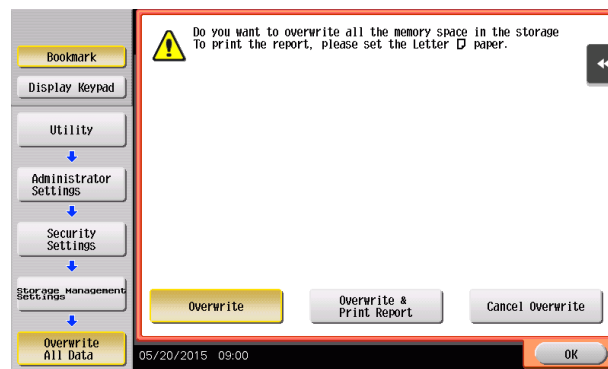 Do you want to overwrite all the memory space in the storage
To print the report, please set the Letter paper.
Bookmark
Display Keypad
Utility
Administrator
Settings
Security
Settings
Storage Management
Settings
Overwrite
All Data
Overwrite
Overwrite &
Print Report
Cancel Overwrite
05/20/2015 09:00
OK